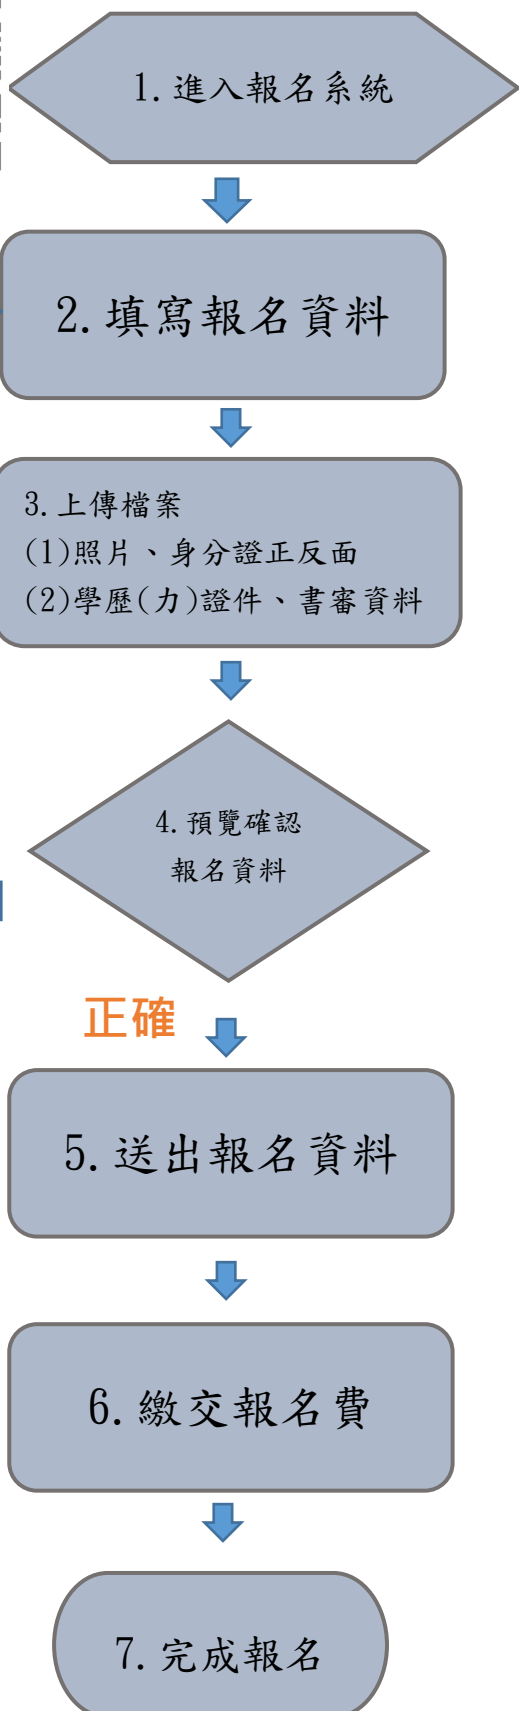 1.進入報名系統
2.填寫報名資料
3.上傳檔案
(1)照片、身分證正反面
(2)學歷(力)證件、書審資料
4.預覽確認
報名資料
正確
5.送出報名資料
6.繳交報名費
7.完成報名